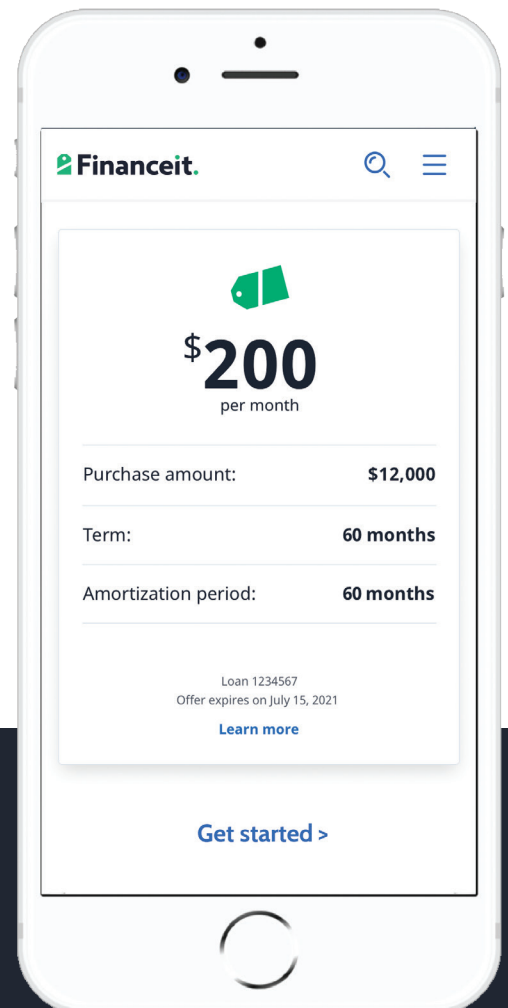 Financeit.
$200
per month
Purchase amount: $12,000
Term: 60 months
Amortization period: 60 months
Loan 1234567
Offer expires on July 15, 2021
Learn more
Get started >